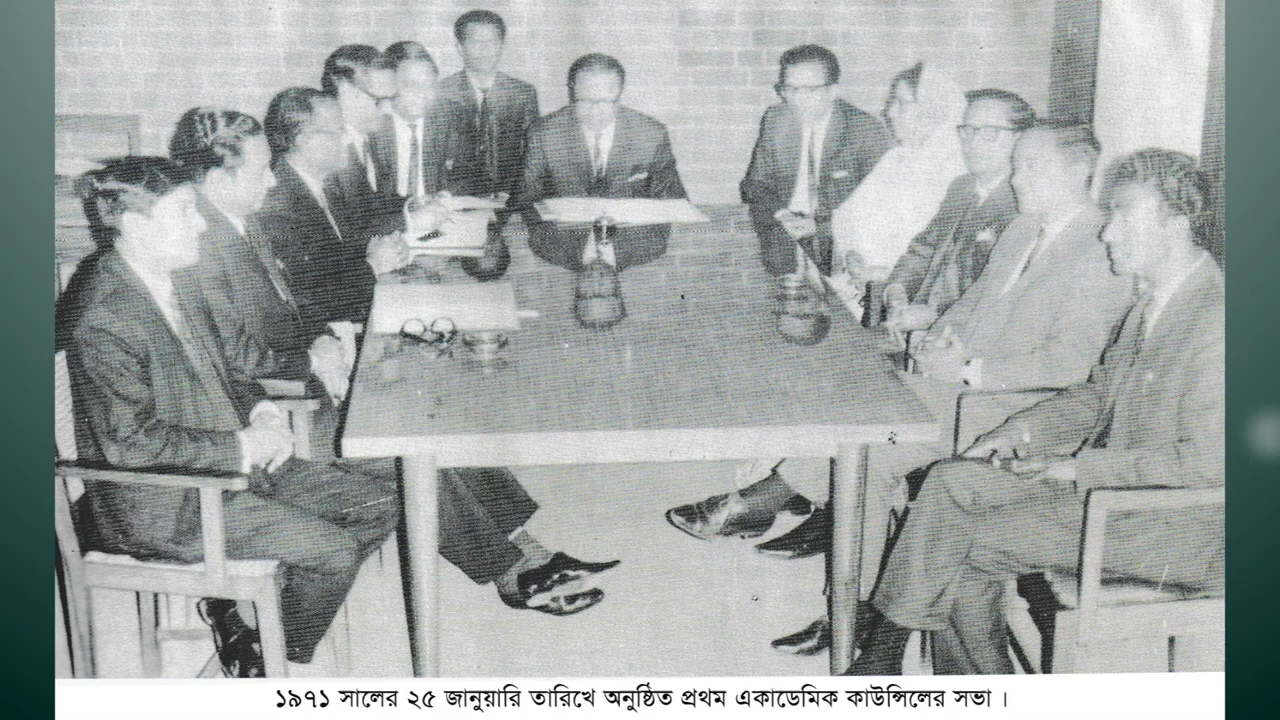 ১৯৭১ সালের ২৫ জানুয়ারি তারিখে অনুষ্ঠিত প্রথম একাডেমিক কাউন্সিলের সভা ।